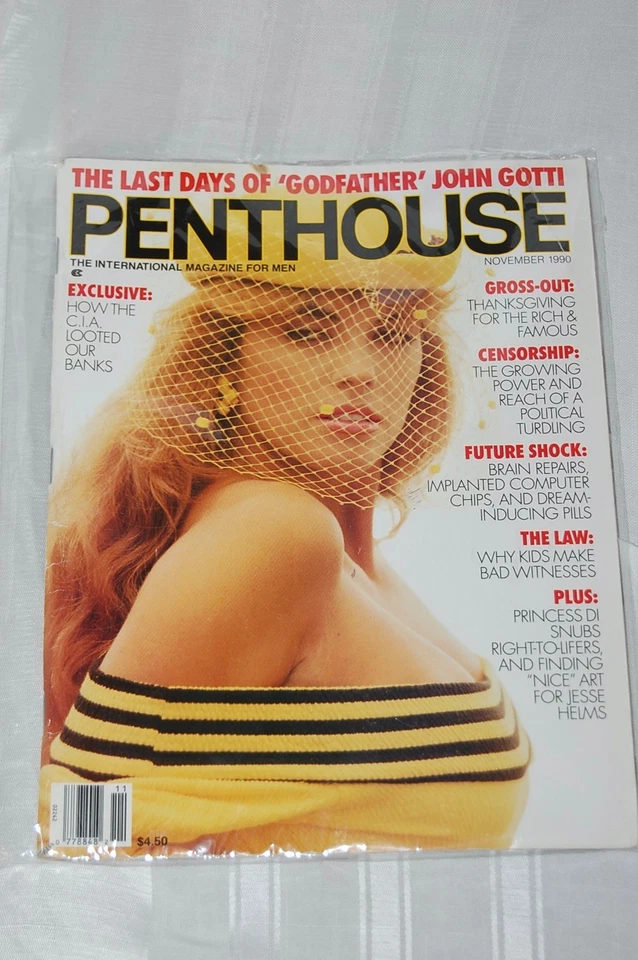 THE LAST DAYS OF 'GODFATHER' JOHN GOTTI
PENTHOUSE
THE INTERNATIONAL MAGAZINE FOR MEN
NOVEMBER 1990
EXCLUSIVE:
HOW THE
C.I.A.
LOOTED
OUR
BANKS
GROSS-OUT:
THANKSGIVING
FOR THE RICH &
FAMOUS
CENSORSHIP:
THE GROWING
POWER AND
REACH OF A
POLITICAL
TURDLING
FUTURE SHOCK:
BRAIN REPAIRS,
IMPLANTED COMPUTER
CHIPS, AND DREAM-
INDUCING PILLS
THE LAW:
WHY KIDS MAKE
BAD WITNESSES
PLUS:
PRINCESS DI
SNUBS
RIGHT-TO-LIFERS,
AND FINDING
"NICE" ART
FOR JESSE
HELMS
11
$4.50